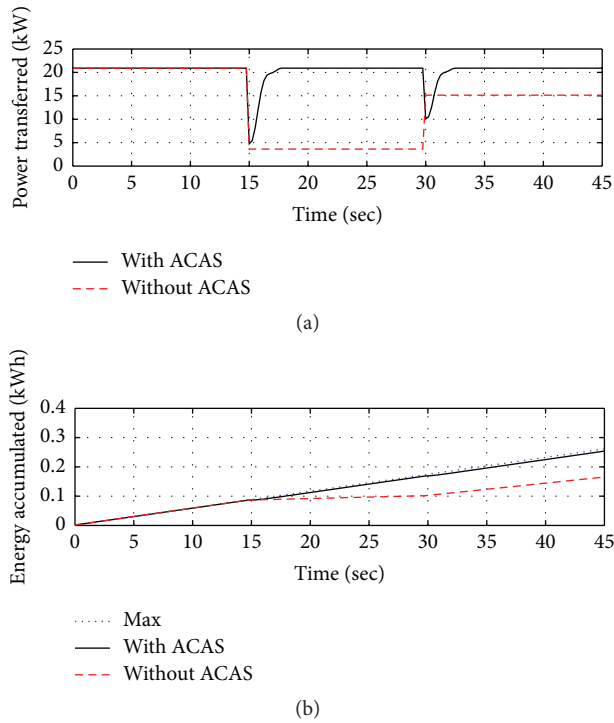 Power transferred (kW)
25
20
15
10
5
0
0 5 10 15 20 25 30 35 40 45
Time (sec)
With ACAS
Without ACAS
(a)
Energy accumulated (kWh)
0.4
0.3
0.2
0.1
0
0 5 10 15 20 25 30 35 40 45
Time (sec)
Max
With ACAS
Without ACAS
(b)